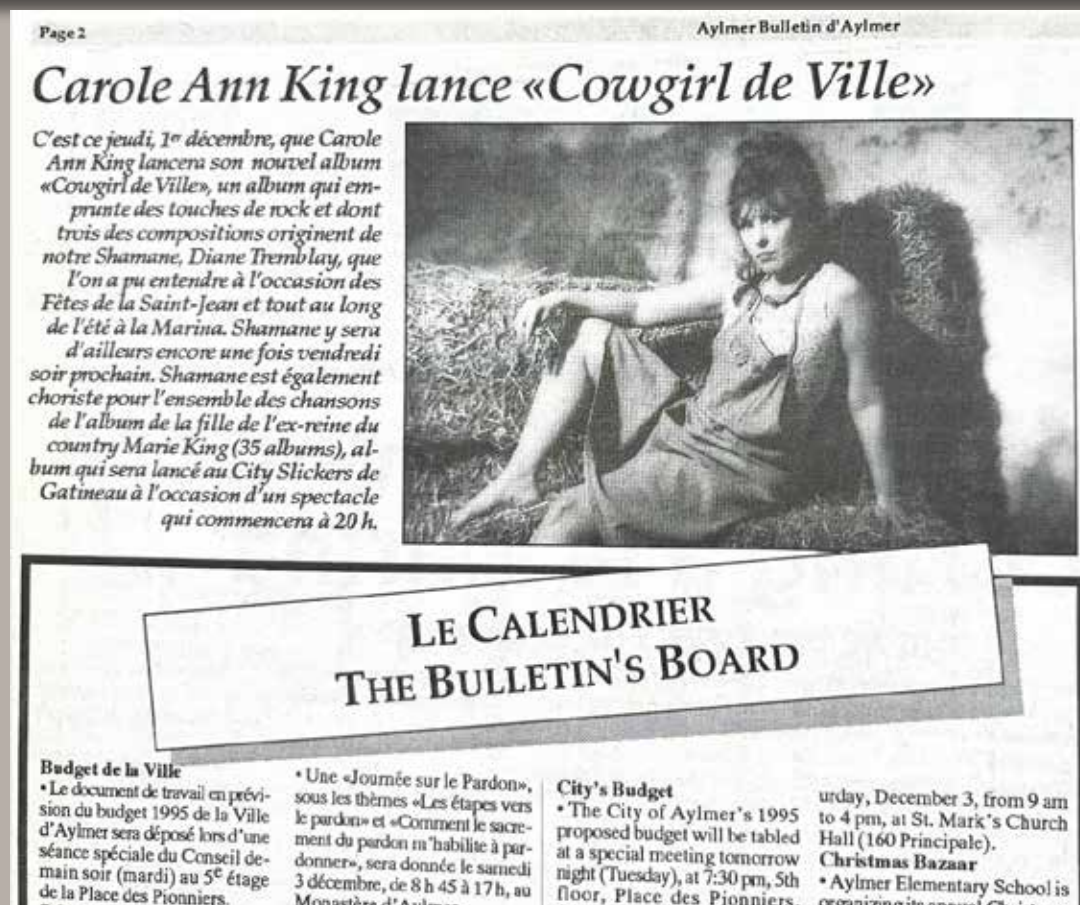 Page 2
Aylmer Bulletin d'Aylmer
Carole Ann King lance «Cowgirl de Ville»
C'est ce jeudi, 1er décembre, que Carole
Ann King lancera son nouvel album
«Cowgirl de Ville», un album qui em-
prunte des touches de rock et dont
trois des compositions originent de
notre Shamane, Diane Tremblay, que
l'on a pu entendre à l'occasion des
Fêtes de la Saint-Jean et tout au long
de l'été à la Marina. Shamane y sera
d'ailleurs encore une fois vendredi
soir prochain. Shamane est également
choriste pour l'ensemble des chansons
de l'album de la fille de l'ex-reine du
country Marie King (35 albums), al-
bum qui sera lancé au City Slickers de
Gatineau à l'occasion d'un spectacle
qui commencera à 20 h.
LE CALENDRIER
THE BULLETIN'S BOARD
Budget de la Ville
• Le document de travail en prévi-
sion du budget 1995 de la Ville
d'Aylmer sera déposé lors d'une
séance spéciale du Conseil de-
main soir (mardi) au 5e étage
de la Place des Pionniers.
• Une «Journée sur le Pardon»,
sous les thèmes «Les étapes vers
le pardon» et «Comment le sacre-
ment du pardon m'habilite à par-
donner», sera donnée le samedi
3 décembre, de 8 h 45 à 17 h, au
Monastère d'Aylmer
City's Budget
• The City of Aylmer's 1995
proposed budget will be tabled
at a special meeting tomorrow
night (Tuesday), at 7:30 pm, 5th
floor, Place des Pionniers.
urday, December 3, from 9 am
to 4 pm, at St. Mark's Church
Hall (160 Principale).
Christmas Bazaar
• Aylmer Elementary School is
organizing its annual